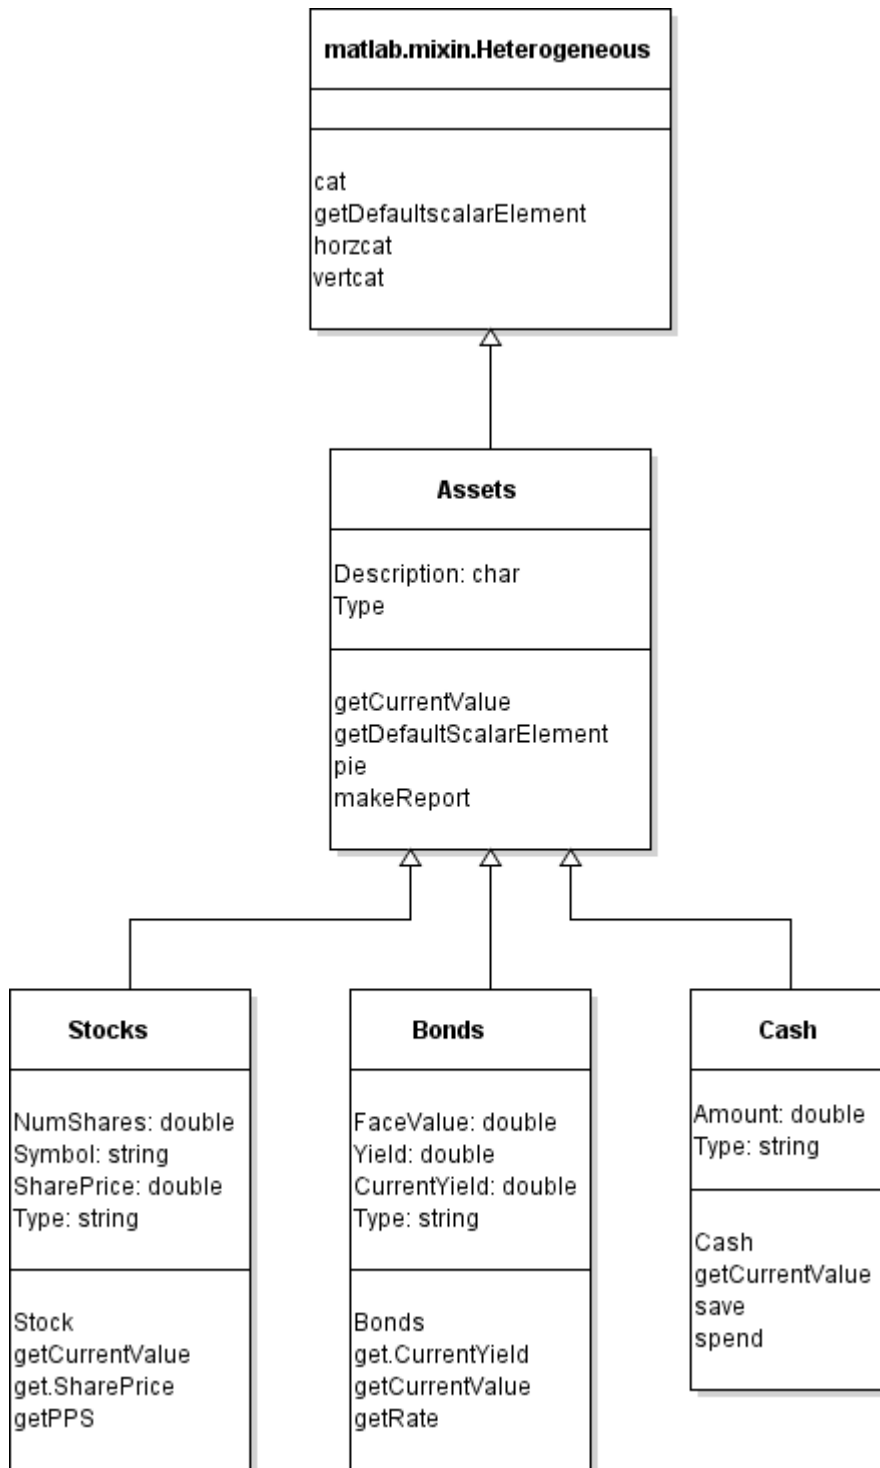 matlab.mixin.Heterogeneous
cat
getDefaultscalarElement
horzcat
vertcat
Assets
Description: char
Type
getCurrentValue
getDefaultScalarElement
pie
makeReport
Stocks
NumShares: double
Symbol: string
SharePrice: double
Type: string
Stock
getCurrentValue
get.SharePrice
getPPS
Bonds
FaceValue: double
Yield: double
CurrentYield: double
Type: string
Bonds
get.CurrentYield
getCurrentValue
getRate
Cash
Amount: double
Type: string
Cash
getCurrentValue
save
spend